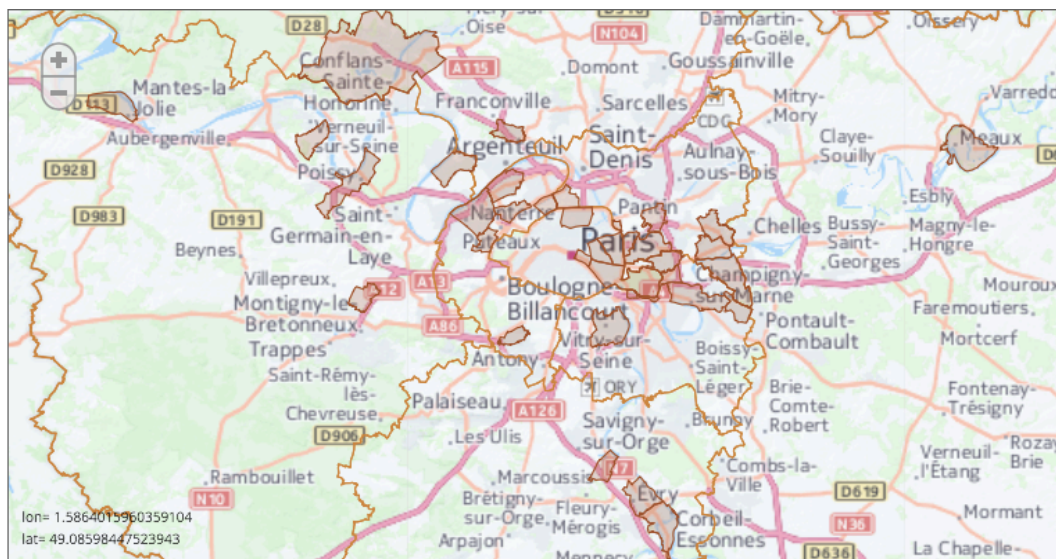 Méry-sur-
Oise
D316
Dammartin-
en-Goële
Oissery
D28
N104
Goussainville
Conflans-
Sainte-
Honorine
A115
Domont
Mantes-la
Jolie
D113
Franconville
Sarcelles
CDG
Mitry-
Mory
Varredd
Aubergenville
Verneuil
sur-Seine
Argenteuil
Saint-
Denis
Aulnay-
sous-Bois
Claye-
Souilly
Meaux
D928
Poissy
Esbly
D983
D191
Saint-
Germain-en-
Laye
Nanterre
Pantin
Chelles
Bussy-
Saint-
Georges
Magny-le-
Hongre
Beynes
Puteaux
Paris
Villepreux
A12
A13
Boulogne-
Billancourt
Champigny-
sur-Marne
Mouroux
Montigny-le-
Bretonneux
A86
Faremoutiers
Pontault-
Combault
Trappes
Antony
Vitry-sur-
Seine
Boissy-
Saint-
Léger
Mortcerf
Saint-Rémy-
lès-
Chevreuse
ORY
Brie-
Comte-
Robert
Fontenay-
Trésigny
Palaiseau
A126
D906
Les Ulis
Savigny-
sur-Orge
Brunoy
Rozay
Brie
Rambouillet
Marcoussis
N7
Combs-la-
Ville
Verneuil-
l'Étang
N10
Brétigny-
sur-Orge
Fleury-
Mérogis
Évry
D619
Mormant
Corbeil-
Essonnes
N36
Arpajon
Mennecy
D636
La Chapelle-
lon= 1.5864015960359104
lat= 49.08598447523943